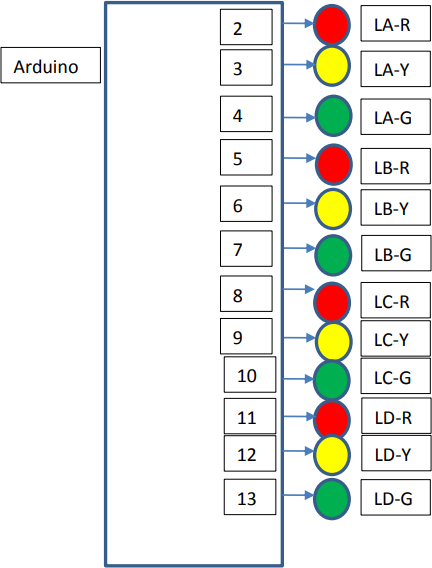 2
LA-R
Arduino
3
LA-Y
4
LA-G
5
LB-R
6
LB-Y
7
LB-G
8
LC-R
9
LC-Y
10
LC-G
11
LD-R
12
LD-Y
13
LD-G